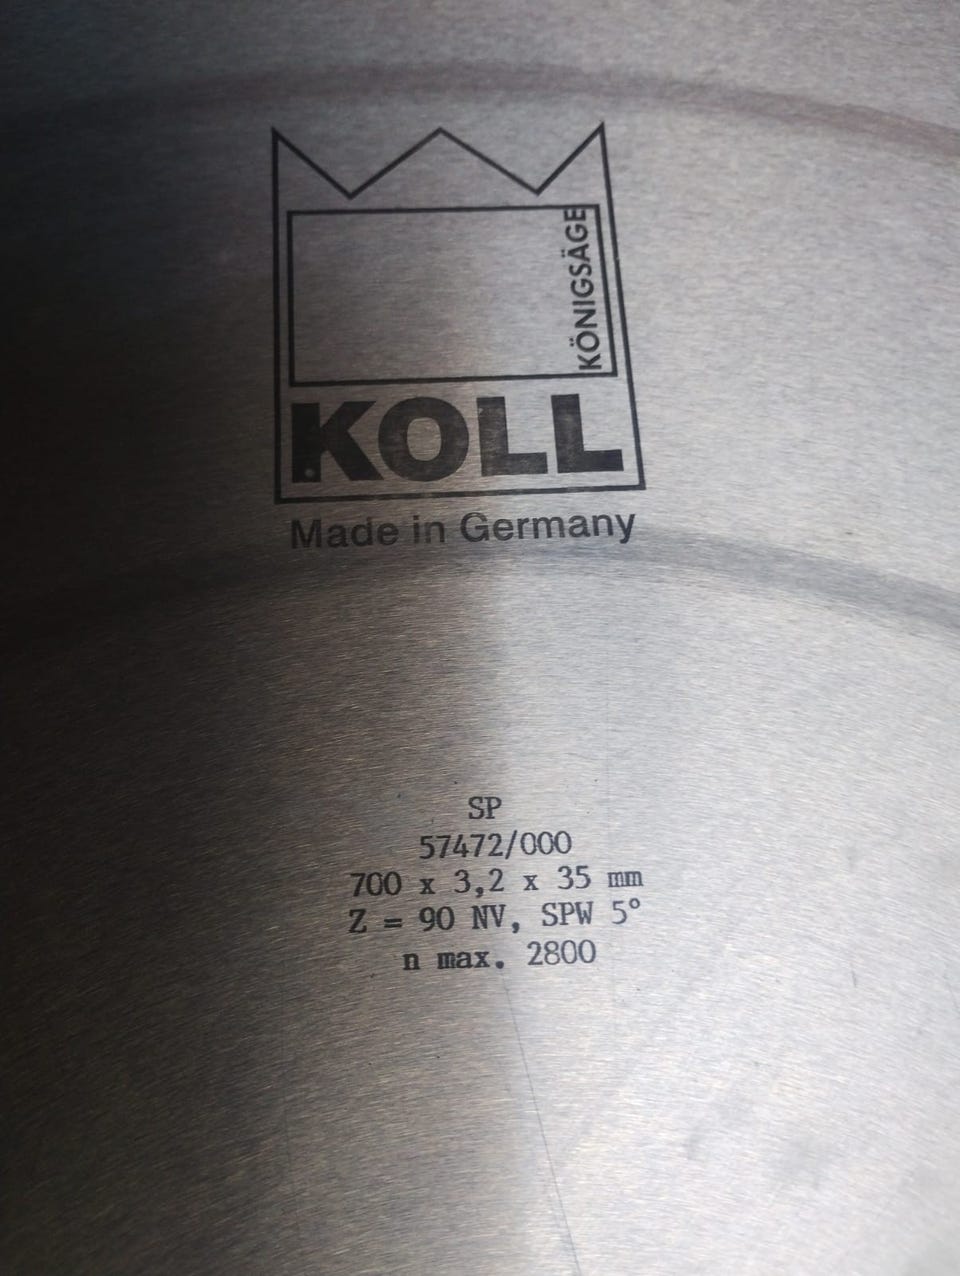 KÖNIGSÄGE
KOLL
Made in Germany
SP
57472/000
700 x 3,2 x 35 mm
Z = 90 NV, SPW 5°
n max. 2800